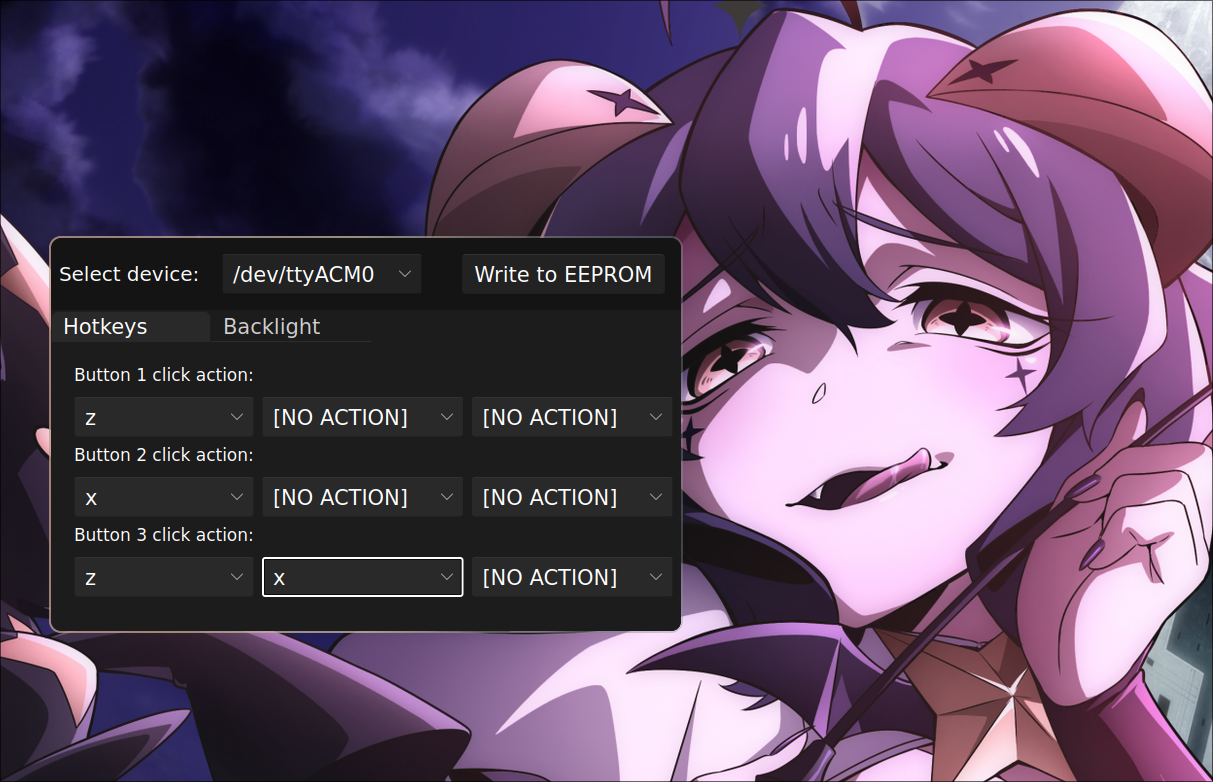 Select device: /dev/ttyACM0 Write to EEPROM
Hotkeys Backlight
Button 1 click action:
z [NO ACTION] [NO ACTION]
Button 2 click action:
x [NO ACTION] [NO ACTION]
Button 3 click action:
z x [NO ACTION]